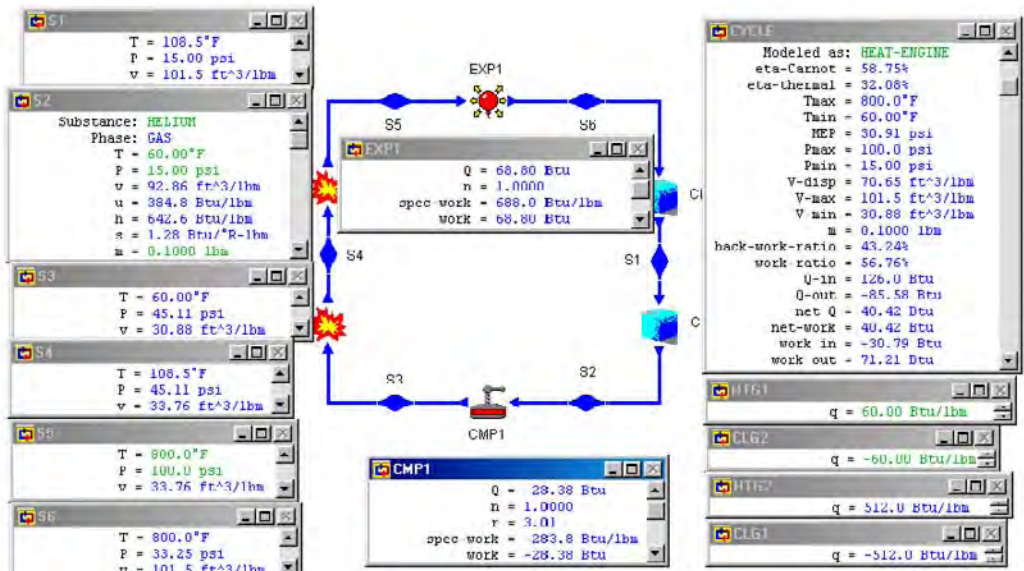 S1
T = 108.5°F
P = 15.00 psi
v = 101.5 ft^3/lbm
S2
Substance: HELIUM
Phase: GAS
T = 60.00°F
P = 15.00 psi
v = 92.86 ft^3/lbm
u = 384.8 Btu/lbm
h = 642.6 Btu/lbm
s = 1.28 Btu/°R-lbm
m = 0.1000 lbm
S3
T = 60.00°F
P = 45.11 psi
v = 30.88 ft^3/lbm
S4
T = 108.5°F
P = 45.11 psi
v = 33.76 ft^3/lbm
S5
T = 800.0°F
P = 100.0 psi
v = 33.76 ft^3/lbm
S6
T = 800.0°F
P = 33.25 psi
v = 101.5 ft^3/lbm
EXP1
S5
S6
EXP1
Q = 68.80 Btu
n = 1.0000
spec-work = 688.0 Btu/lbm
work = 68.80 Btu
S4
S1
S3
S2
CMP1
CMP1
Q = 28.38 Btu
n = 1.0000
r = 3.01
spec-work = -283.8 Btu/lbm
work = -28.38 Btu
CYCLE
Modeled as: HEAT-ENGINE
eta-Carnot = 58.75%
eta-thermal = 32.08%
Tmax = 800.0°F
Tmin = 60.00°F
MEP = 30.91 psi
Pmax = 100.0 psi
Pmin = 15.00 psi
V-disp = 70.65 ft^3/lbm
V-max = 101.5 ft^3/lbm
V-min = 30.88 ft^3/lbm
m = 0.1000 lbm
back-work-ratio = 43.24%
work-ratio = 56.76%
Q-in = 126.0 Btu
Q-out = -85.58 Btu
net Q = 40.42 Btu
net-work = 40.42 Btu
work in = -30.79 Btu
work out = 71.21 Btu
HTG1
q = 60.00 Btu/lbm
CLG2
q = -60.00 Btu/lbm
HTG2
q = 512.0 Btu/lbm
CLG1
q = -512.0 Btu/lbm